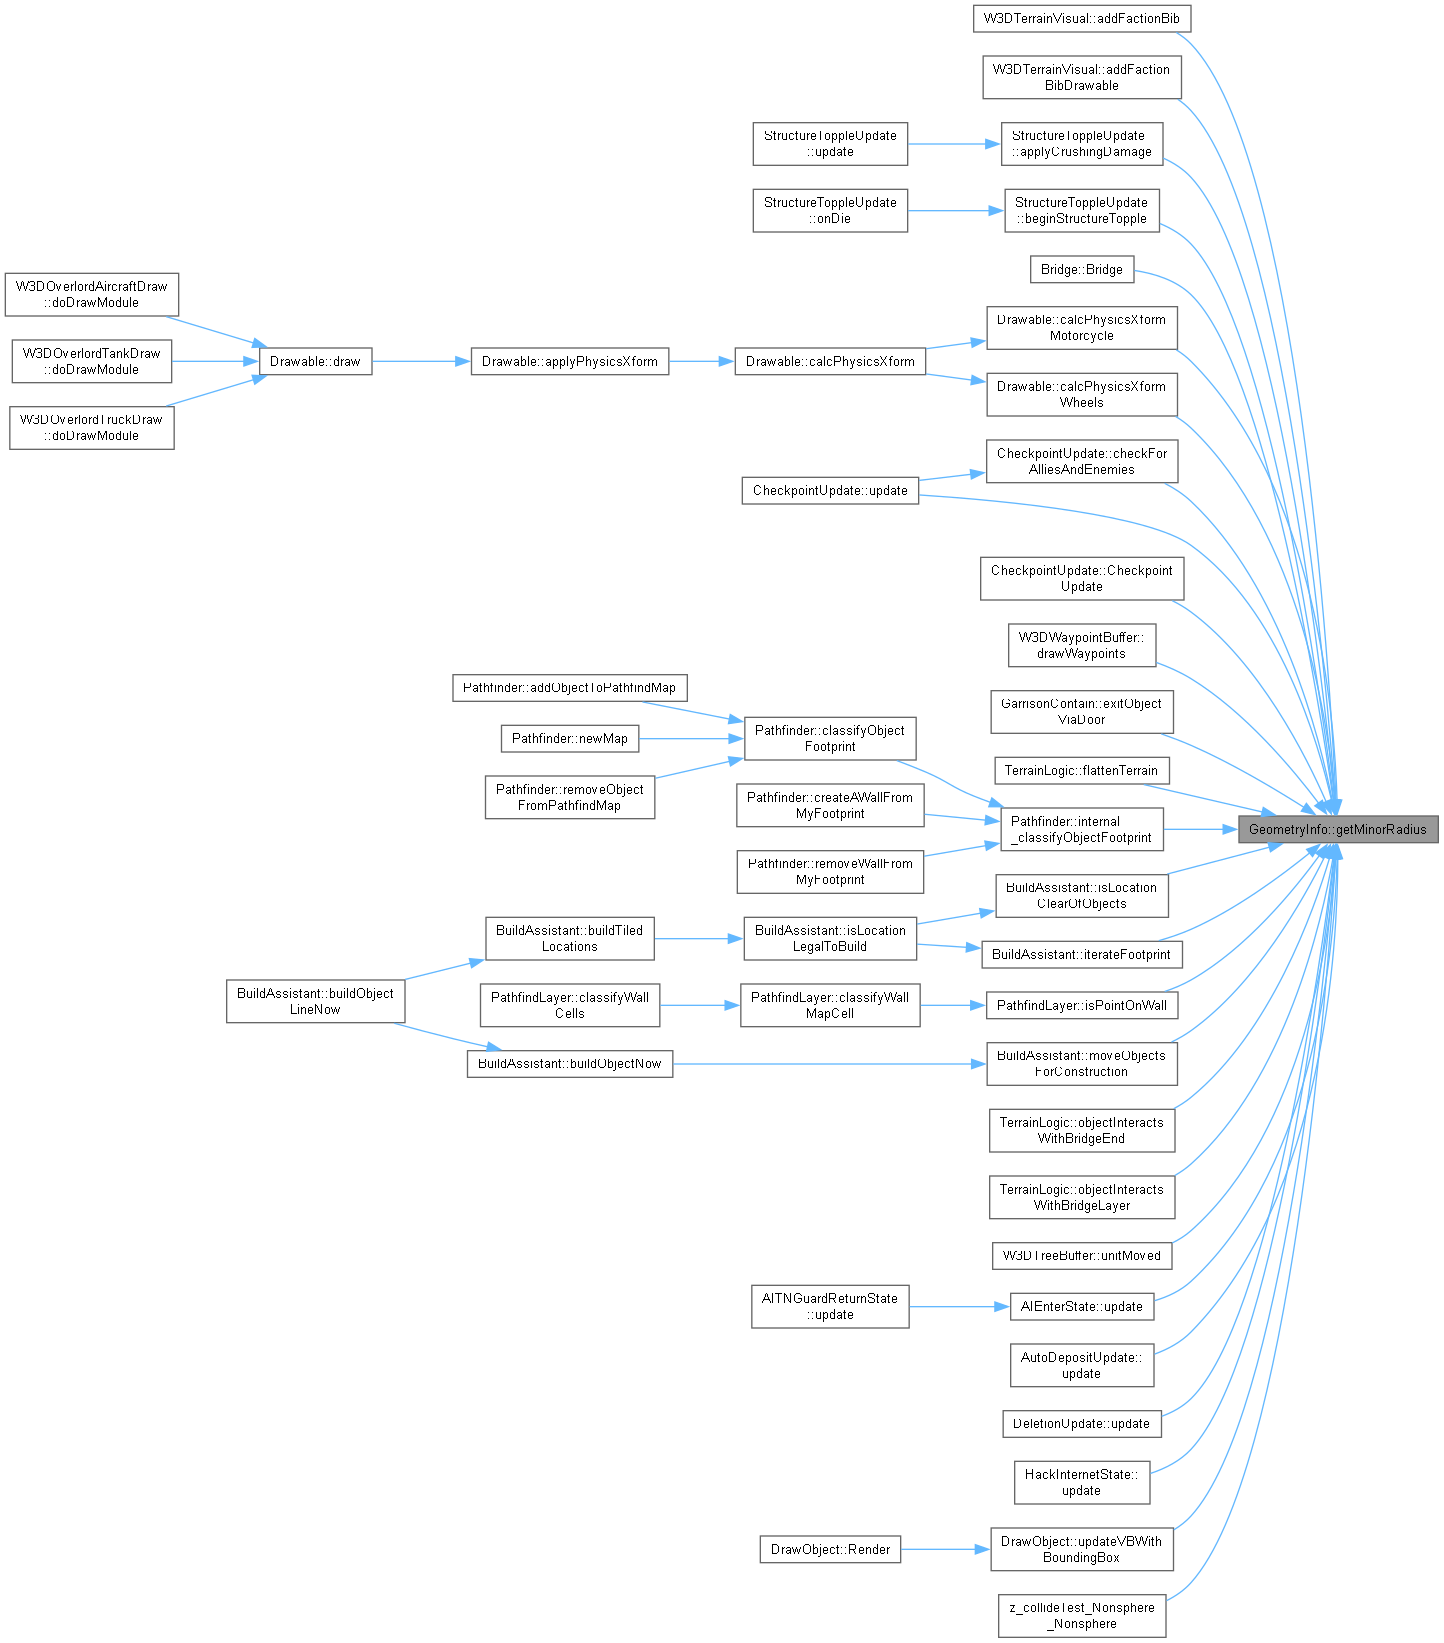 W3DTerrainVisual::addFactionBib
W3DTerrainVisual::addFaction
BibDrawable
StructureToppleUpdate
::update
StructureToppleUpdate
::applyCrushingDamage
StructureToppleUpdate
::onDie
StructureToppleUpdate
::beginStructureTopple
Bridge::Bridge
W3DOverlordAircraftDraw
::doDrawModule
W3DOverlordTankDraw
::doDrawModule
W3DOverlordTruckDraw
::doDrawModule
Drawable::draw
Drawable::applyPhysicsXform
Drawable::calcPhysicsXform
Drawable::calcPhysicsXform
Motorcycle
Drawable::calcPhysicsXform
Wheels
CheckpointUpdate::checkFor
AlliesAndEnemies
CheckpointUpdate::update
CheckpointUpdate::Checkpoint
Update
W3DWaypointBuffer::
drawWaypoints
GarrisonContain::exitObject
ViaDoor
TerrainLogic::flattenTerrain
Pathfinder::addObjectToPathfindMap
Pathfinder::newMap
Pathfinder::removeObject
FromPathfindMap
Pathfinder::classifyObject
Footprint
Pathfinder::createAWallFrom
MyFootprint
Pathfinder::removeWallFrom
MyFootprint
Pathfinder::internal
_classifyObjectFootprint
GeometryInfo::getMinorRadius
BuildAssistant::isLocation
ClearOfObjects
BuildAssistant::buildTiled
Locations
BuildAssistant::isLocation
LegalToBuild
BuildAssistant::iterateFootprint
BuildAssistant::buildObject
LineNow
PathfindLayer::classifyWall
Cells
PathfindLayer::classifyWall
MapCell
PathfindLayer::isPointOnWall
BuildAssistant::buildObjectNow
BuildAssistant::moveObjects
ForConstruction
TerrainLogic::objectInteracts
WithBridgeEnd
TerrainLogic::objectInteracts
WithBridgeLayer
W3DTreeBuffer::unitMoved
AITNGuardReturnState
::update
AIEnterState::update
AutoDepositUpdate::
update
DeletionUpdate::update
HackInternetState::
update
DrawObject::Render
DrawObject::updateVBWith
BoundingBox
z_collideTest_Nonsphere
_Nonsphere